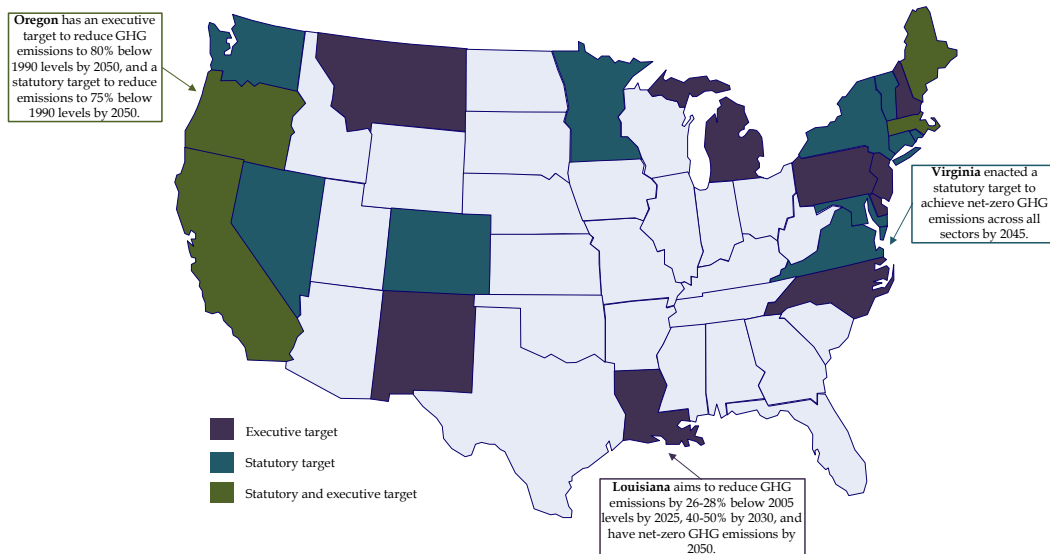 Oregon has an executive
target to reduce GHG
emissions to 80% below
1990 levels by 2050, and a
statutory target to reduce
emissions to 75% below
1990 levels by 2050.
Virginia enacted a
statutory target to
achieve net-zero GHG
emissions across all
sectors by 2045.
Executive target
Statutory target
Statutory and executive target
Louisiana aims to reduce GHG
emissions by 26-28% below 2005
levels by 2025, 40-50% by 2030, and
have net-zero GHG emissions by
2050.